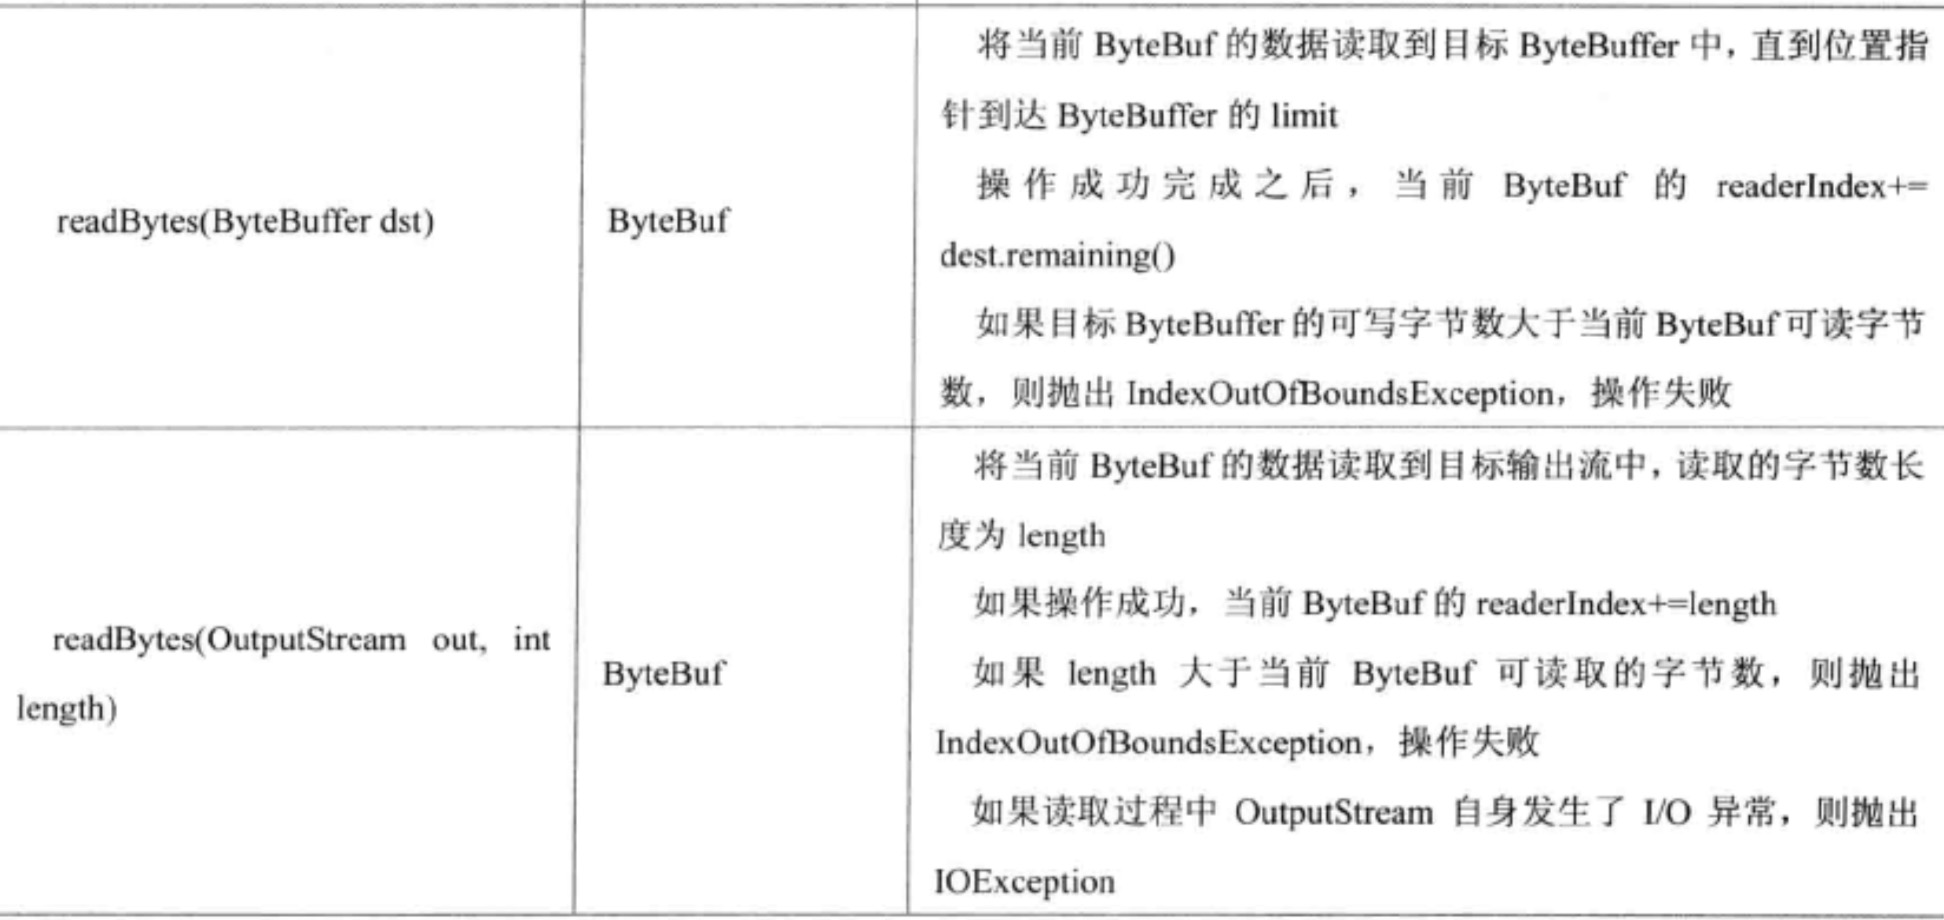 readBytes(ByteBuffer dst)
ByteBuf
将当前 ByteBuf 的数据读取到目标 ByteBuffer 中，直到位置指
针到达 ByteBuffer 的 limit
操作成功完成之后，当前 ByteBuf 的 readerIndex+=
dest.remaining()
如果目标 ByteBuffer 的可写字节数大于当前 ByteBuf 可读字节
数，则抛出 IndexOutOfBoundsException，操作失败
readBytes(OutputStream out, int
length)
ByteBuf
将当前 ByteBuf 的数据读取到目标输出流中，读取的字节数长
度为 length
如果操作成功，当前 ByteBuf 的 readerIndex+=length
如果 length 大于当前 ByteBuf 可读取的字节数，则抛出
IndexOutOfBoundsException，操作失败
如果读取过程中 OutputStream 自身发生了 I/O 异常，则抛出
IOException